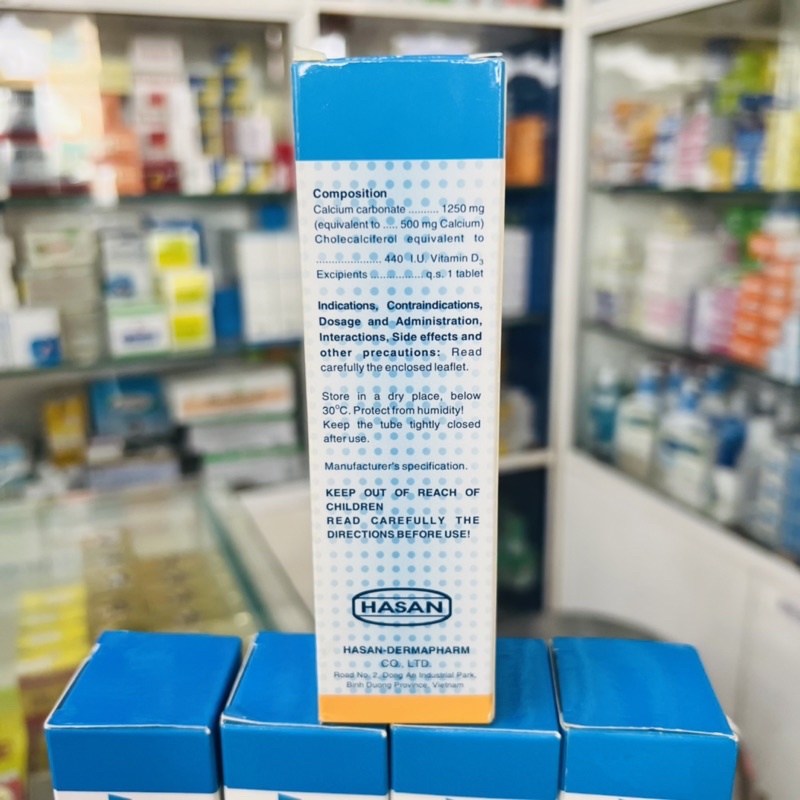 Composition
Calcium carbonate .......... 1250 mg
(equivalent to ..... 500 mg Calcium)
Cholecalciferol equivalent to
...................... 440 I.U. Vitamin D₃
Excipients ................ q.s. 1 tablet
Indications, Contraindications,
Dosage and Administration,
Interactions, Side effects and
other precautions: Read
carefully the enclosed leaflet.
Store in a dry place, below
30°C. Protect from humidity!
Keep the tube tightly closed
after use.
Manufacturer's specification.
KEEP OUT OF REACH OF
CHILDREN
READ CAREFULLY THE
DIRECTIONS BEFORE USE!
HASAN
HASAN-DERMAPHARM
CO., LTD.
Road No. 2, Dong An Industrial Park,
Binh Duong Province, Vietnam